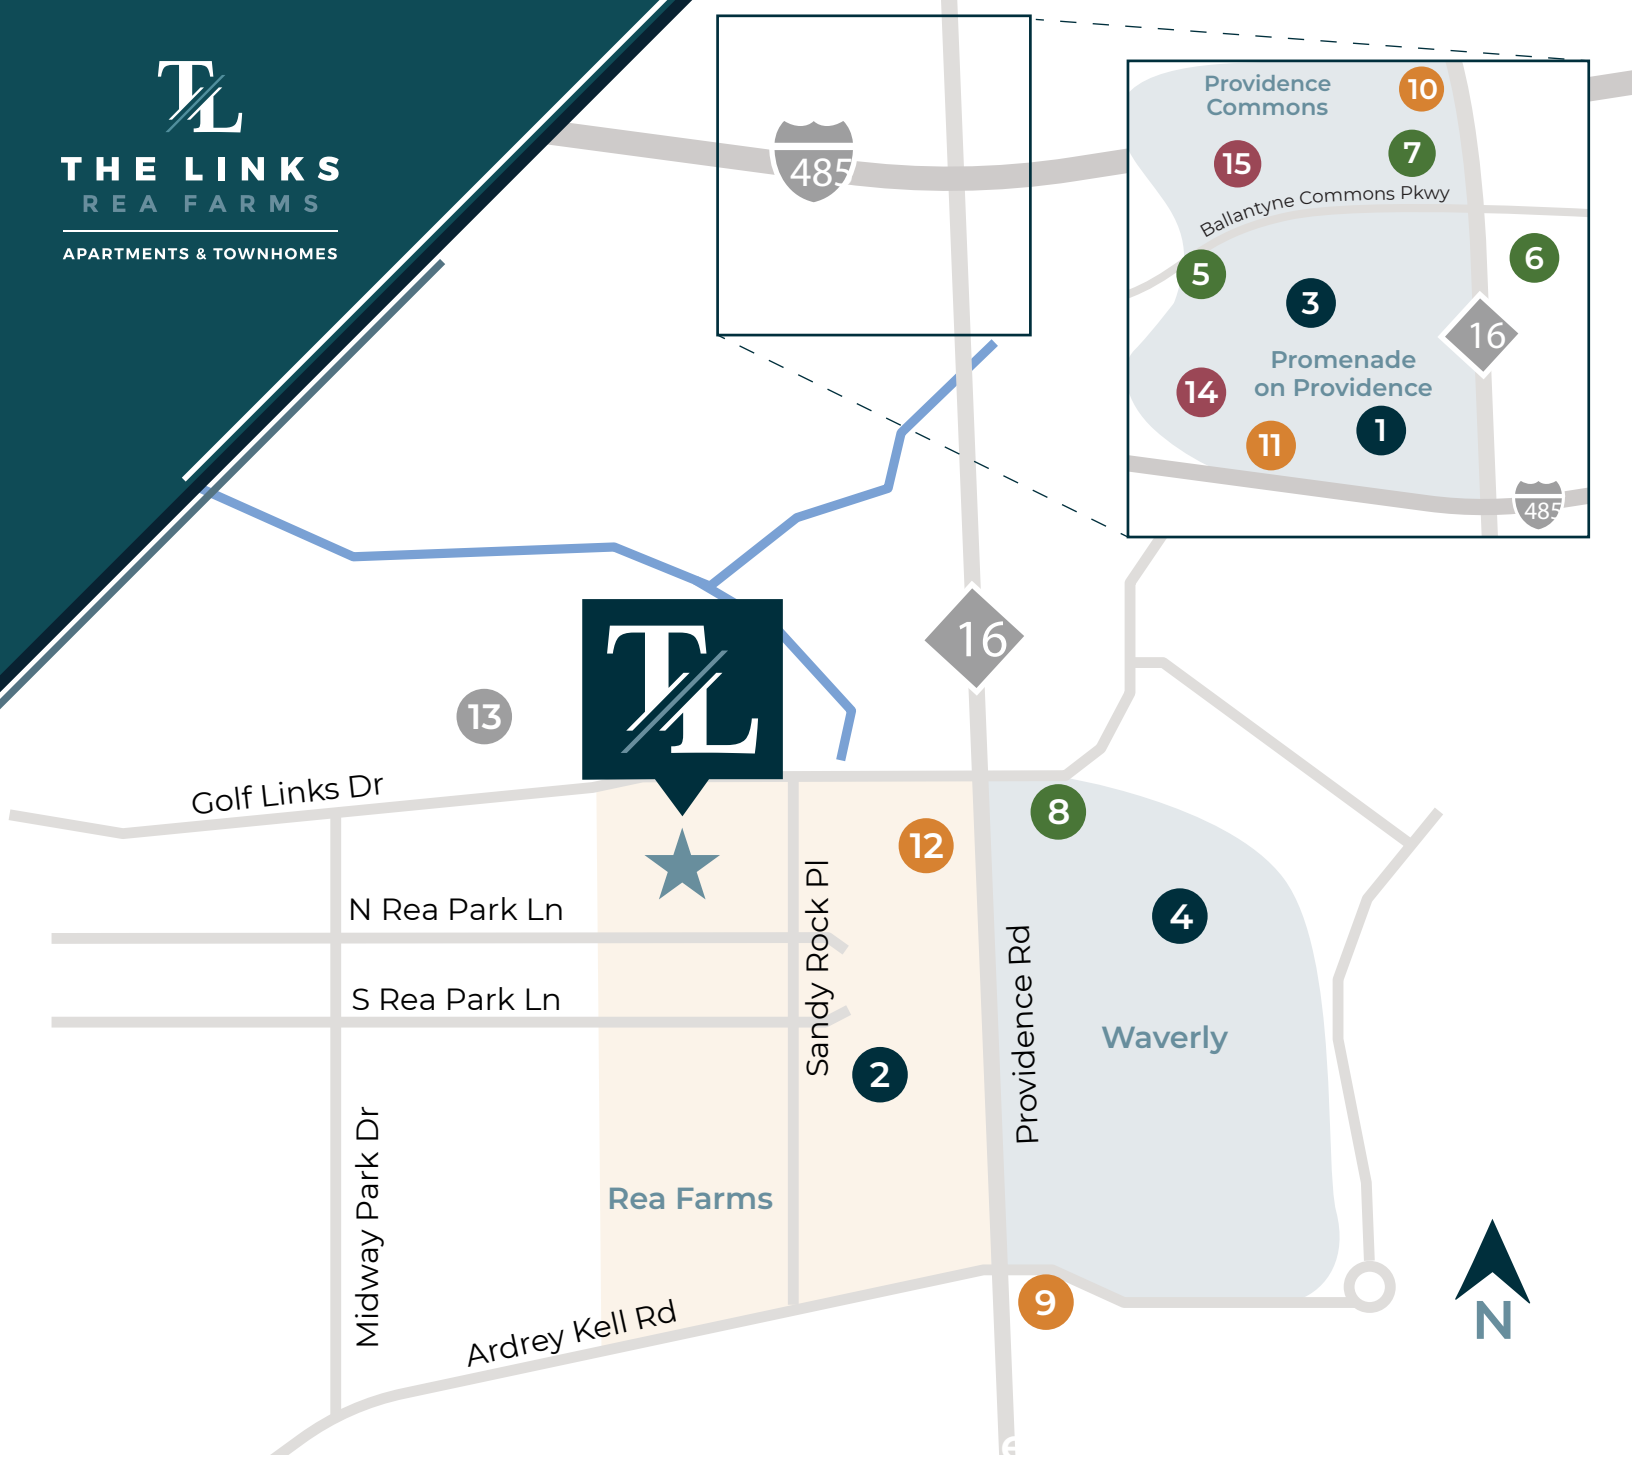 TL
THE LINKS
REA FARMS
APARTMENTS & TOWNHOMES
485
Providence
Commons
10
15
7
Ballantyne Commons Pkwy
5
6
3
16
Promenade
on Providence
14
1
11
485
16
TL
13
Golf Links Dr
8
12
N Rea Park Ln
4
Sandy Rock Pl
S Rea Park Ln
Providence Rd
Waverly
2
Rea Farms
Midway Park Dr
Ardrey Kell Rd
9
N
e